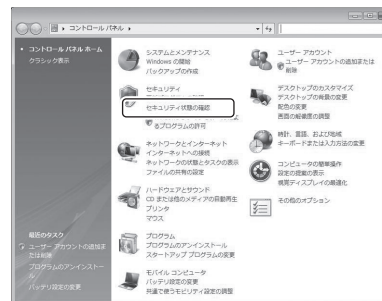 コントロール パネル
コントロール パネル ホーム
クラシック表示
システムとメンテナンス
Windows の開始
バックアップの作成
セキュリティ
セキュリティ状態の確認
るプログラムの許可
ネットワークとインターネット
インターネットへの接続
ネットワークの状態とタスクの表示
ファイルの共有の設定
ハードウェアとサウンド
CD または他のメディアの自動再生
プリンタ
マウス
プログラム
プログラムのアンインストール
スタートアップ プログラムの変更
モバイル コンピュータ
バッテリ設定の変更
共通で使うモビリティ設定の調整
ユーザー アカウント
ユーザー アカウントの追加または
削除
デスクトップのカスタマイズ
デスクトップの背景の変更
配色の変更
画面の解像度の調整
時計、言語、および地域
キーボードまたは入力方法の変更
コンピュータの簡単操作
設定の提案の表示
視覚ディスプレイの最適化
その他のオプション
最近のタスク
ユーザー アカウントの追加ま
たは削除
プログラムのアンインストー
ル
バッテリ設定の変更